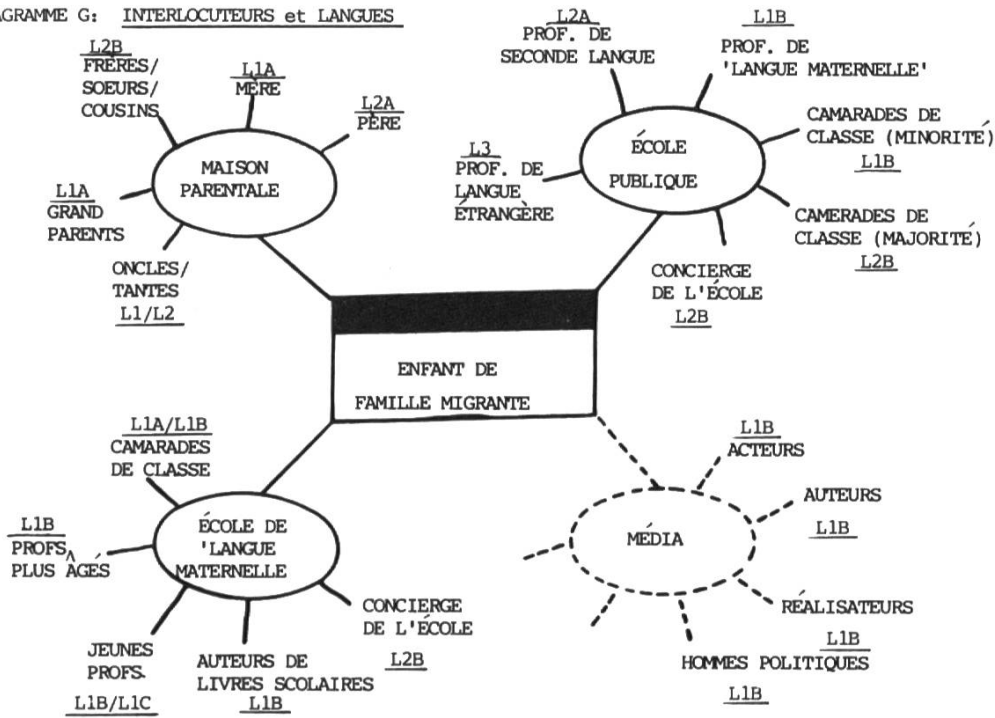 AGRAMME G: INTERLOCUTEURS et LANGUES
L2B
FRÈRES/
SOEURS/
COUSINS
L1A
MÈRE
L2A
PÈRE
L1A
GRAND
PARENTS
ONCLES/
TANTES
L1/L2
MAISON
PARENTALE
L2A
PROF. DE
SECONDE LANGUE
L1B
PROF. DE
'LANGUE MATERNELLE'
CAMARADES DE
CLASSE (MINORITÉ)
L1B
L3
PROF. DE
LANGUE
ÉTRANGÈRE
ÉCOLE
PUBLIQUE
CAMERADES DE
CLASSE (MAJORITÉ)
L2B
CONCIERGE
DE L'ÉCOLE
L2B
ENFANT DE
FAMILLE MIGRANTE
L1A/L1B
CAMARADES
DE CLASSE
L1B
PROFS
PLUS ÂGÉS
ÉCOLE DE
'LANGUE
MATERNELLE
JEUNES
PROFS.
L1B/L1C
AUTEURS DE
LIVRES SCOLAIRES
L1B
CONCIERGE
DE L'ÉCOLE
L2B
MÉDIA
L1B
ACTEURS
AUTEURS
L1B
RÉALISATEURS
L1B
HOMMES POLITIQUES
L1B